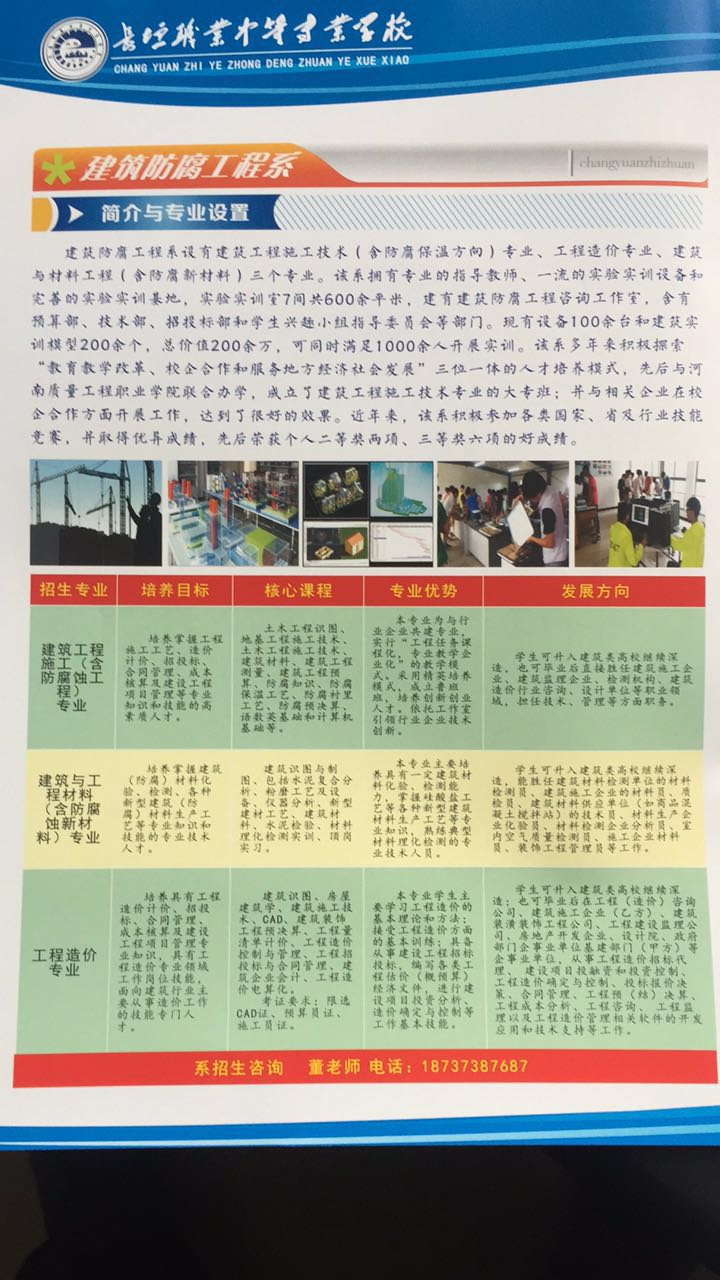 长垣职业中等专业学校
CHANG YUAN ZHI YE ZHONG DENG ZHUAN YE XUE XIAO
建筑防腐工程系
changyuanzhizhuan
简介与专业设置
建筑防腐工程系设有建筑工程施工技术(含防腐保温方向)专业、工程造价专业、建筑
与材料工程(含防腐新材料)三个专业。该系拥有专业的指导教师、一流的实验实训设备和
完善的实验实训基地,实验实训室7间共600余平米,建有建筑防腐工程咨询工作室,含有
预算部、技术部、招投标部和学生兴趣小组指导委员会等部门。现有设备100余台和建筑实
训模型200余个,总价值200余万,可同时满足1000余人开展实训。该系多年来积极探索
“教育教学改革、校企合作和服务地方经济社会发展”三位一体的人才培养模式,先后与河
南质量工程职业学院联合办学,成立了建筑工程施工技术专业的大专班;并与相关企业在校
企合作方面开展工作,达到了很好的效果。近年来,该系积极参加各类国家、省及行业技能
竞赛,并取得优异成绩,先后荣获个人二等奖两项、三等奖六项的好成绩。
招生专业 培养目标 核心课程 专业优势 发展方向
建筑工程
施工(含
防腐蚀工
程)
专业
培养掌握工程
施工工艺、造价
计价、招投标、
合同管理、成本
核算及建设工程
项目管理等专业
知识和技能的高
素质人才。
土木工程识图、
地基工程施工技术、
土木工程施工技术、
建筑材料、建筑工程
测量、建筑工程预
算、防腐知识、防腐
保温工艺、防腐衬里
工艺、防腐预决算、
语数英基础和计算机
基础等。
本专业为与行
业企业共建专业,
实行“工程任务课
程化,专业教学企
业化”的教学模
式。采用精英培养
模式,成立鲁班
班,培养创新创业
人才。依托工作室
引领行业企业技术
创新。
学生可升入建筑类高校继续深
造,也可毕业后直接胜任建筑施工企
业、建筑监理企业、检测机构、建筑
造价行业咨询、设计单位等职业领
域,担任技术、管理等方面职务。
建筑与工
程材料
(含防腐
蚀新材
料)专业
培养掌握建筑
(防腐)材料化
验、检测、各种
新型建筑(防
腐)材料生产工
艺等专业知识和
技能的专业技术
人才。
建筑识图与制
图、包括水泥复合分
析、粉磨工艺及设
备、仪器分析、新型
建材工艺、建筑材
料、水泥检验、材料
理化检测实训、顶岗
实习。
本专业主要培
养具有一定建筑材
料化验、检测能
力,掌握硅酸盐工
艺等各种新型建筑
材料生产工艺等专
业知识,熟练典型
材料理化检测的专
业技术人员。
学生可升入建筑类高校继续深
造,能胜任建筑材料检测单位的材料
检测员、建筑施工企业的材料员、质
检员、建筑材料供应单位(如商品混
凝土搅拌站)的技术员、材料生产企
业化验员、材料检测企业分析员、室
内空气质量检测员、施工企业材料
员、装饰工程管理员等工作。
工程造价
专业
培养具有工程
造价计价、招投
标、合同管理、
成本核算及建设
工程项目管理专
业知识,具有工
程造价专业领域
工作岗位技能,
面向建筑行业主
要从事造价工作
的技能专门人
才。
建筑识图、房屋
建筑学、建筑施工技
术、CAD、建筑装饰
工程预决算、工程量
清单计价、工程造价
控制与管理、工程招
投标与合同管理、建
筑企业会计、工程造
价电算化。
考证要求:限选
CAD证、预算员证、
施工员证。
本专业学生主
要学习工程造价的
基本理论和方法;
接受工程造价方面
的基本训练;具备
从事建设工程招标
投标,编写各类工
程估价(概预算)
经济文件,进行建
设项目投资分析、
造价确定与控制等
工作基本技能。
学生可升入建筑类高校继续深
造;也可毕业后在工程(造价)咨询
公司、建筑施工企业(乙方)、建筑
装潢装饰工程公司、工程建设监理公
司、房地产开发企业、设计院、政府
部门企事业单位基建部门(甲方)等
企事业单位,从事工程造价招标代
理、建设项目投融资和投资控制、
工程造价确定与控制、投标报价决
策、合同管理、工程预(结)决算、
工程成本分析、工程咨询、工程监
理以及工程造价管理相关软件的开发
应用和技术支持等工作。
系招生咨询 董老师 电话:18737387687